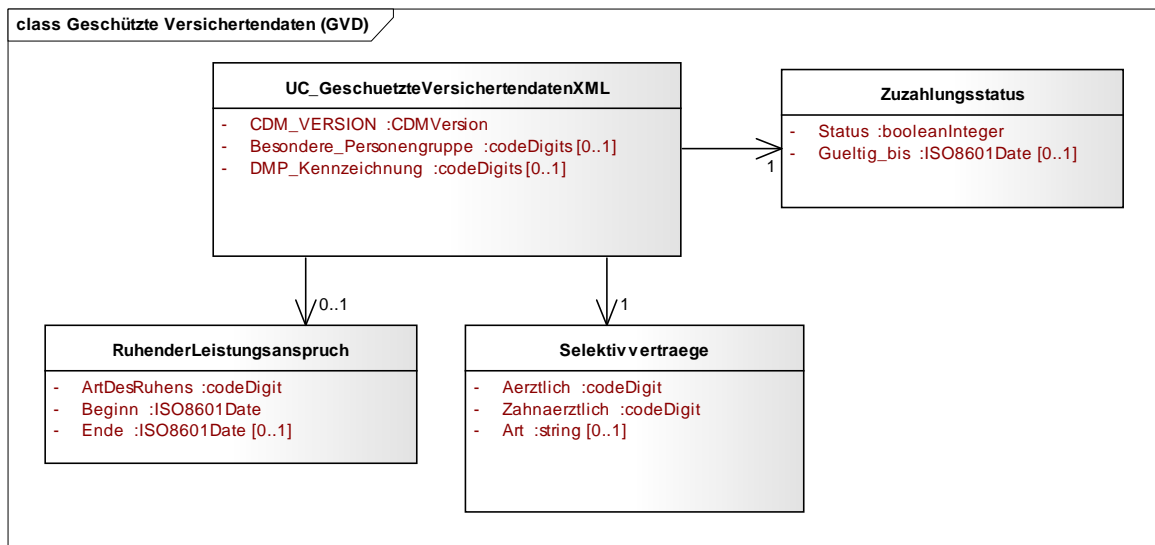 class Geschützte Versichertendaten (GVD)
UC_GeschuetzteVersichertendatenXML
- CDM_VERSION :CDMVersion
- Besondere_Personengruppe :codeDigits [0..1]
- DMP_Kennzeichnung :codeDigits [0..1]
Zuzahlungsstatus
- Status :booleanInteger
- Gueltig_bis :ISO8601Date [0..1]
1
0..1
1
RuhenderLeistungsanspruch
- ArtDesRuhens :codeDigit
- Beginn :ISO8601Date
- Ende :ISO8601Date [0..1]
Selektivvertraege
- Aerztlich :codeDigit
- Zahnaerztlich :codeDigit
- Art :string [0..1]